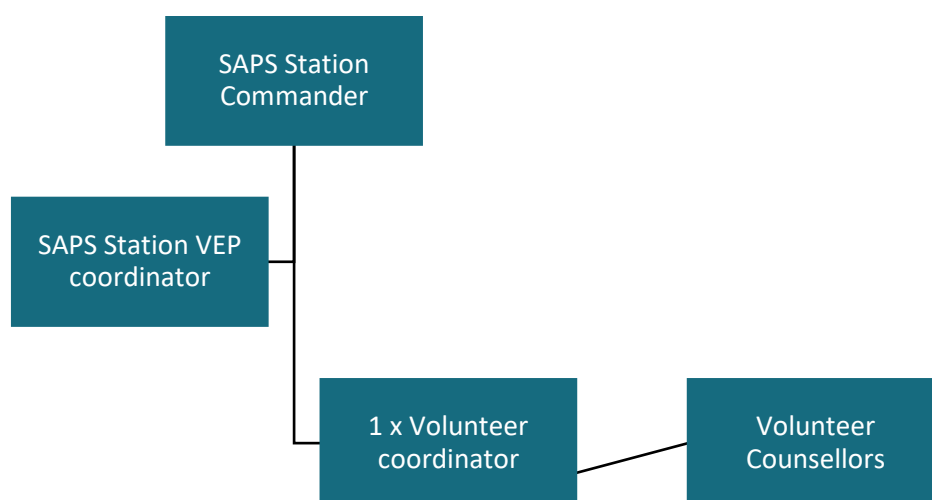 SAPS Station
Commander
SAPS Station VEP
coordinator
1 x Volunteer
coordinator
Volunteer
Counsellors